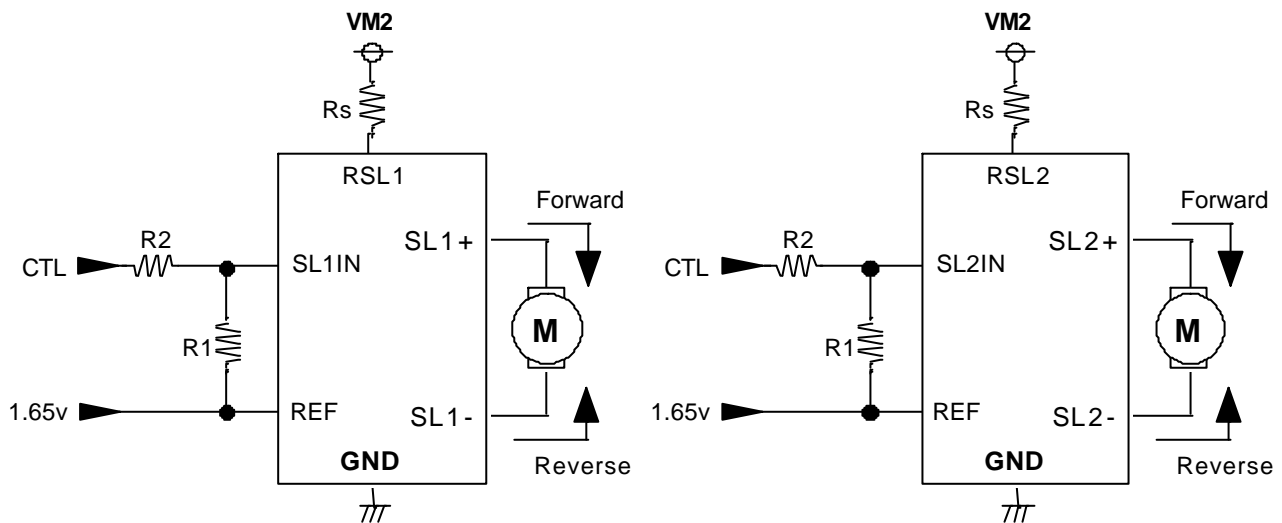 VM2
Rs
RSL1
Forward
SL1+
R2
CTL
SL1IN
M
R1
1.65v
REF
SL1-
GND
Reverse
VM2
Rs
RSL2
Forward
SL2+
R2
CTL
SL2IN
M
R1
1.65v
REF
SL2-
GND
Reverse